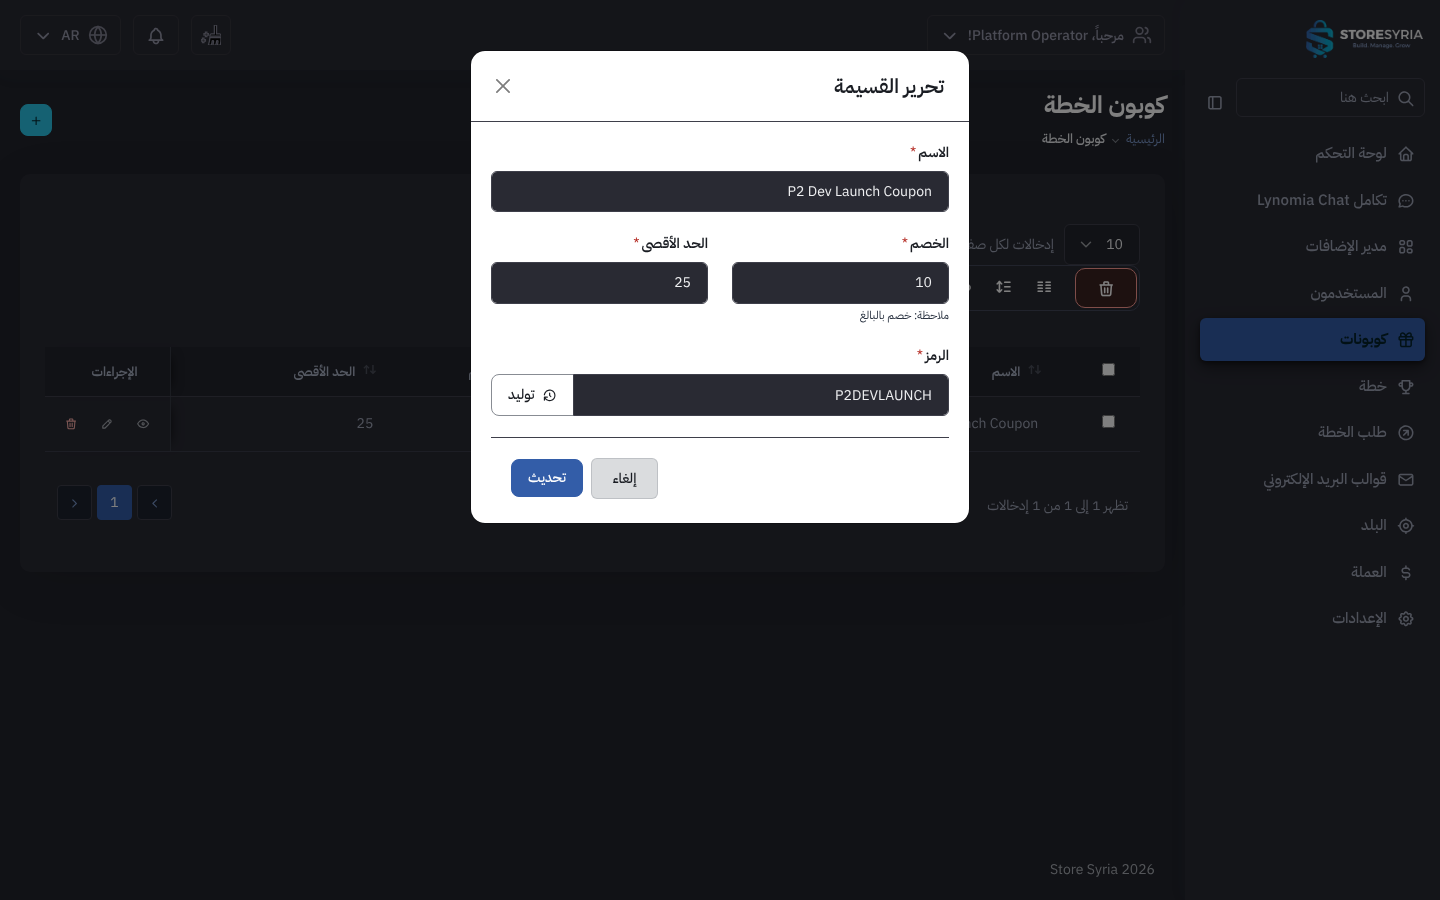 STORESYRIA
Build. Manage. Grow
مرحباً، Platform Operator!
AR
ابحث هنا
لوحة التحكم
تكامل Lynomia Chat
مدير الإضافات
المستخدمون
كوبونات
خطة
طلب الخطة
قوالب البريد الإلكتروني
البلد
العملة
الإعدادات
كوبون الخطة
الرئيسية
كوبون الخطة
+
10
إدخالات لكل
الاسم
الحد الأقصى
الإجراءات
Coupon
25
تظهر 1 إلى 1 من 1 إدخالات
1
تحرير القسيمة
الاسم*
P2 Dev Launch Coupon
الخصم*
الحد الأقصى*
10
25
ملاحظة: خصم بالبالغ
الرمز*
P2DEVLAUNCH
توليد
إلغاء
تحديث
Store Syria 2026